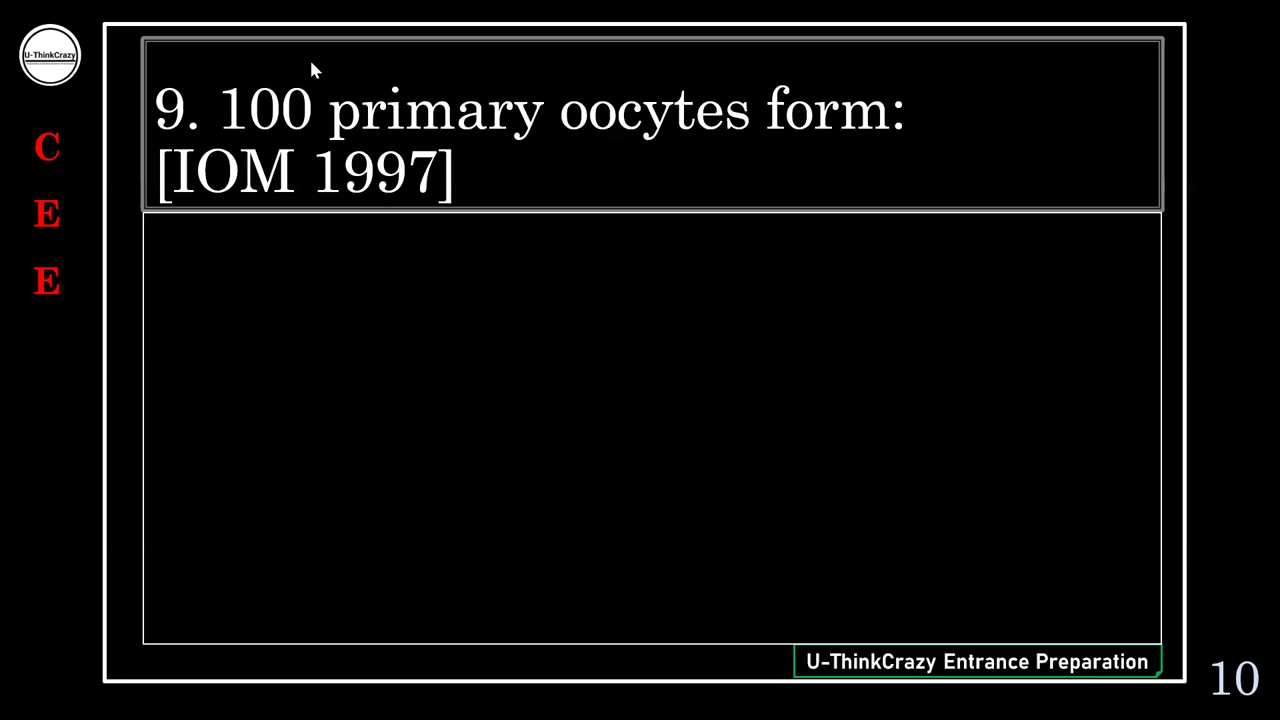 U-ThinkCrazy
C
E
E
9. 100 primary oocytes form:
[IOM 1997]
U-ThinkCrazy Entrance Preparation
10